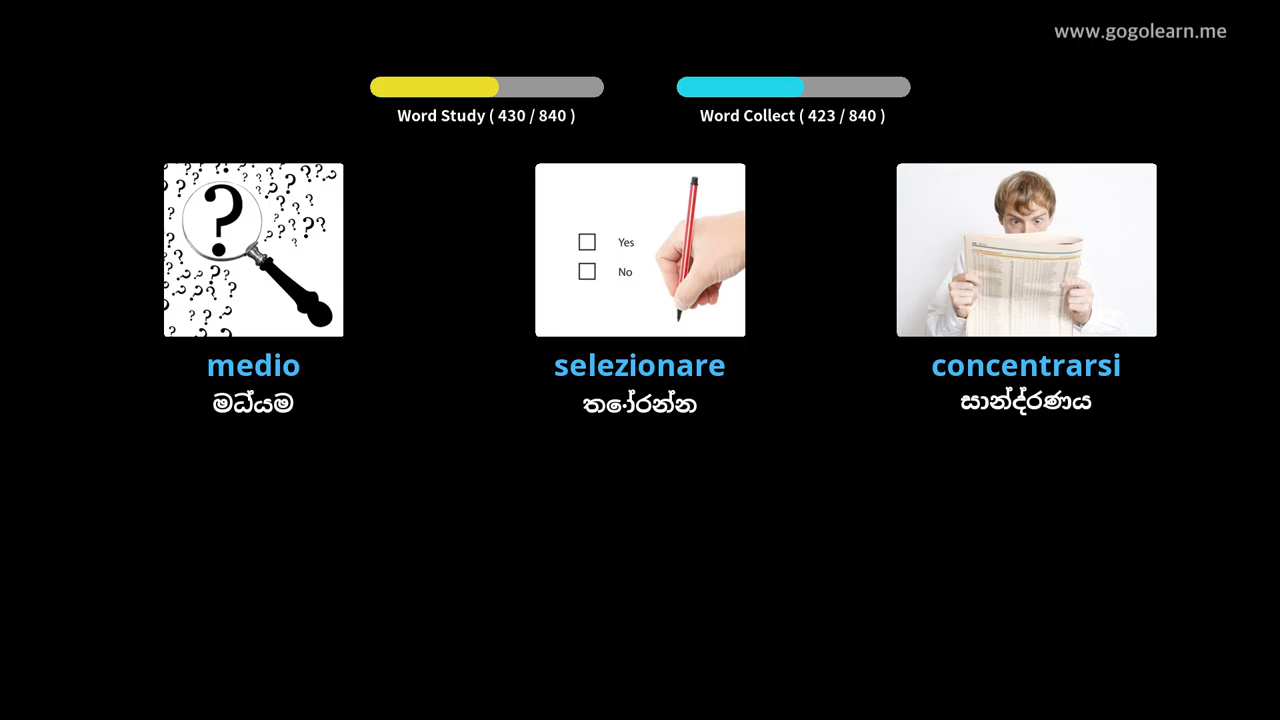 www.gogolearn.me
Word Study ( 430 / 840 )
Word Collect ( 423 / 840 )
Yes
No
medio
selezionare
concentrarsi
මධ්යම
තෝරන්න
සාන්ද්රණය